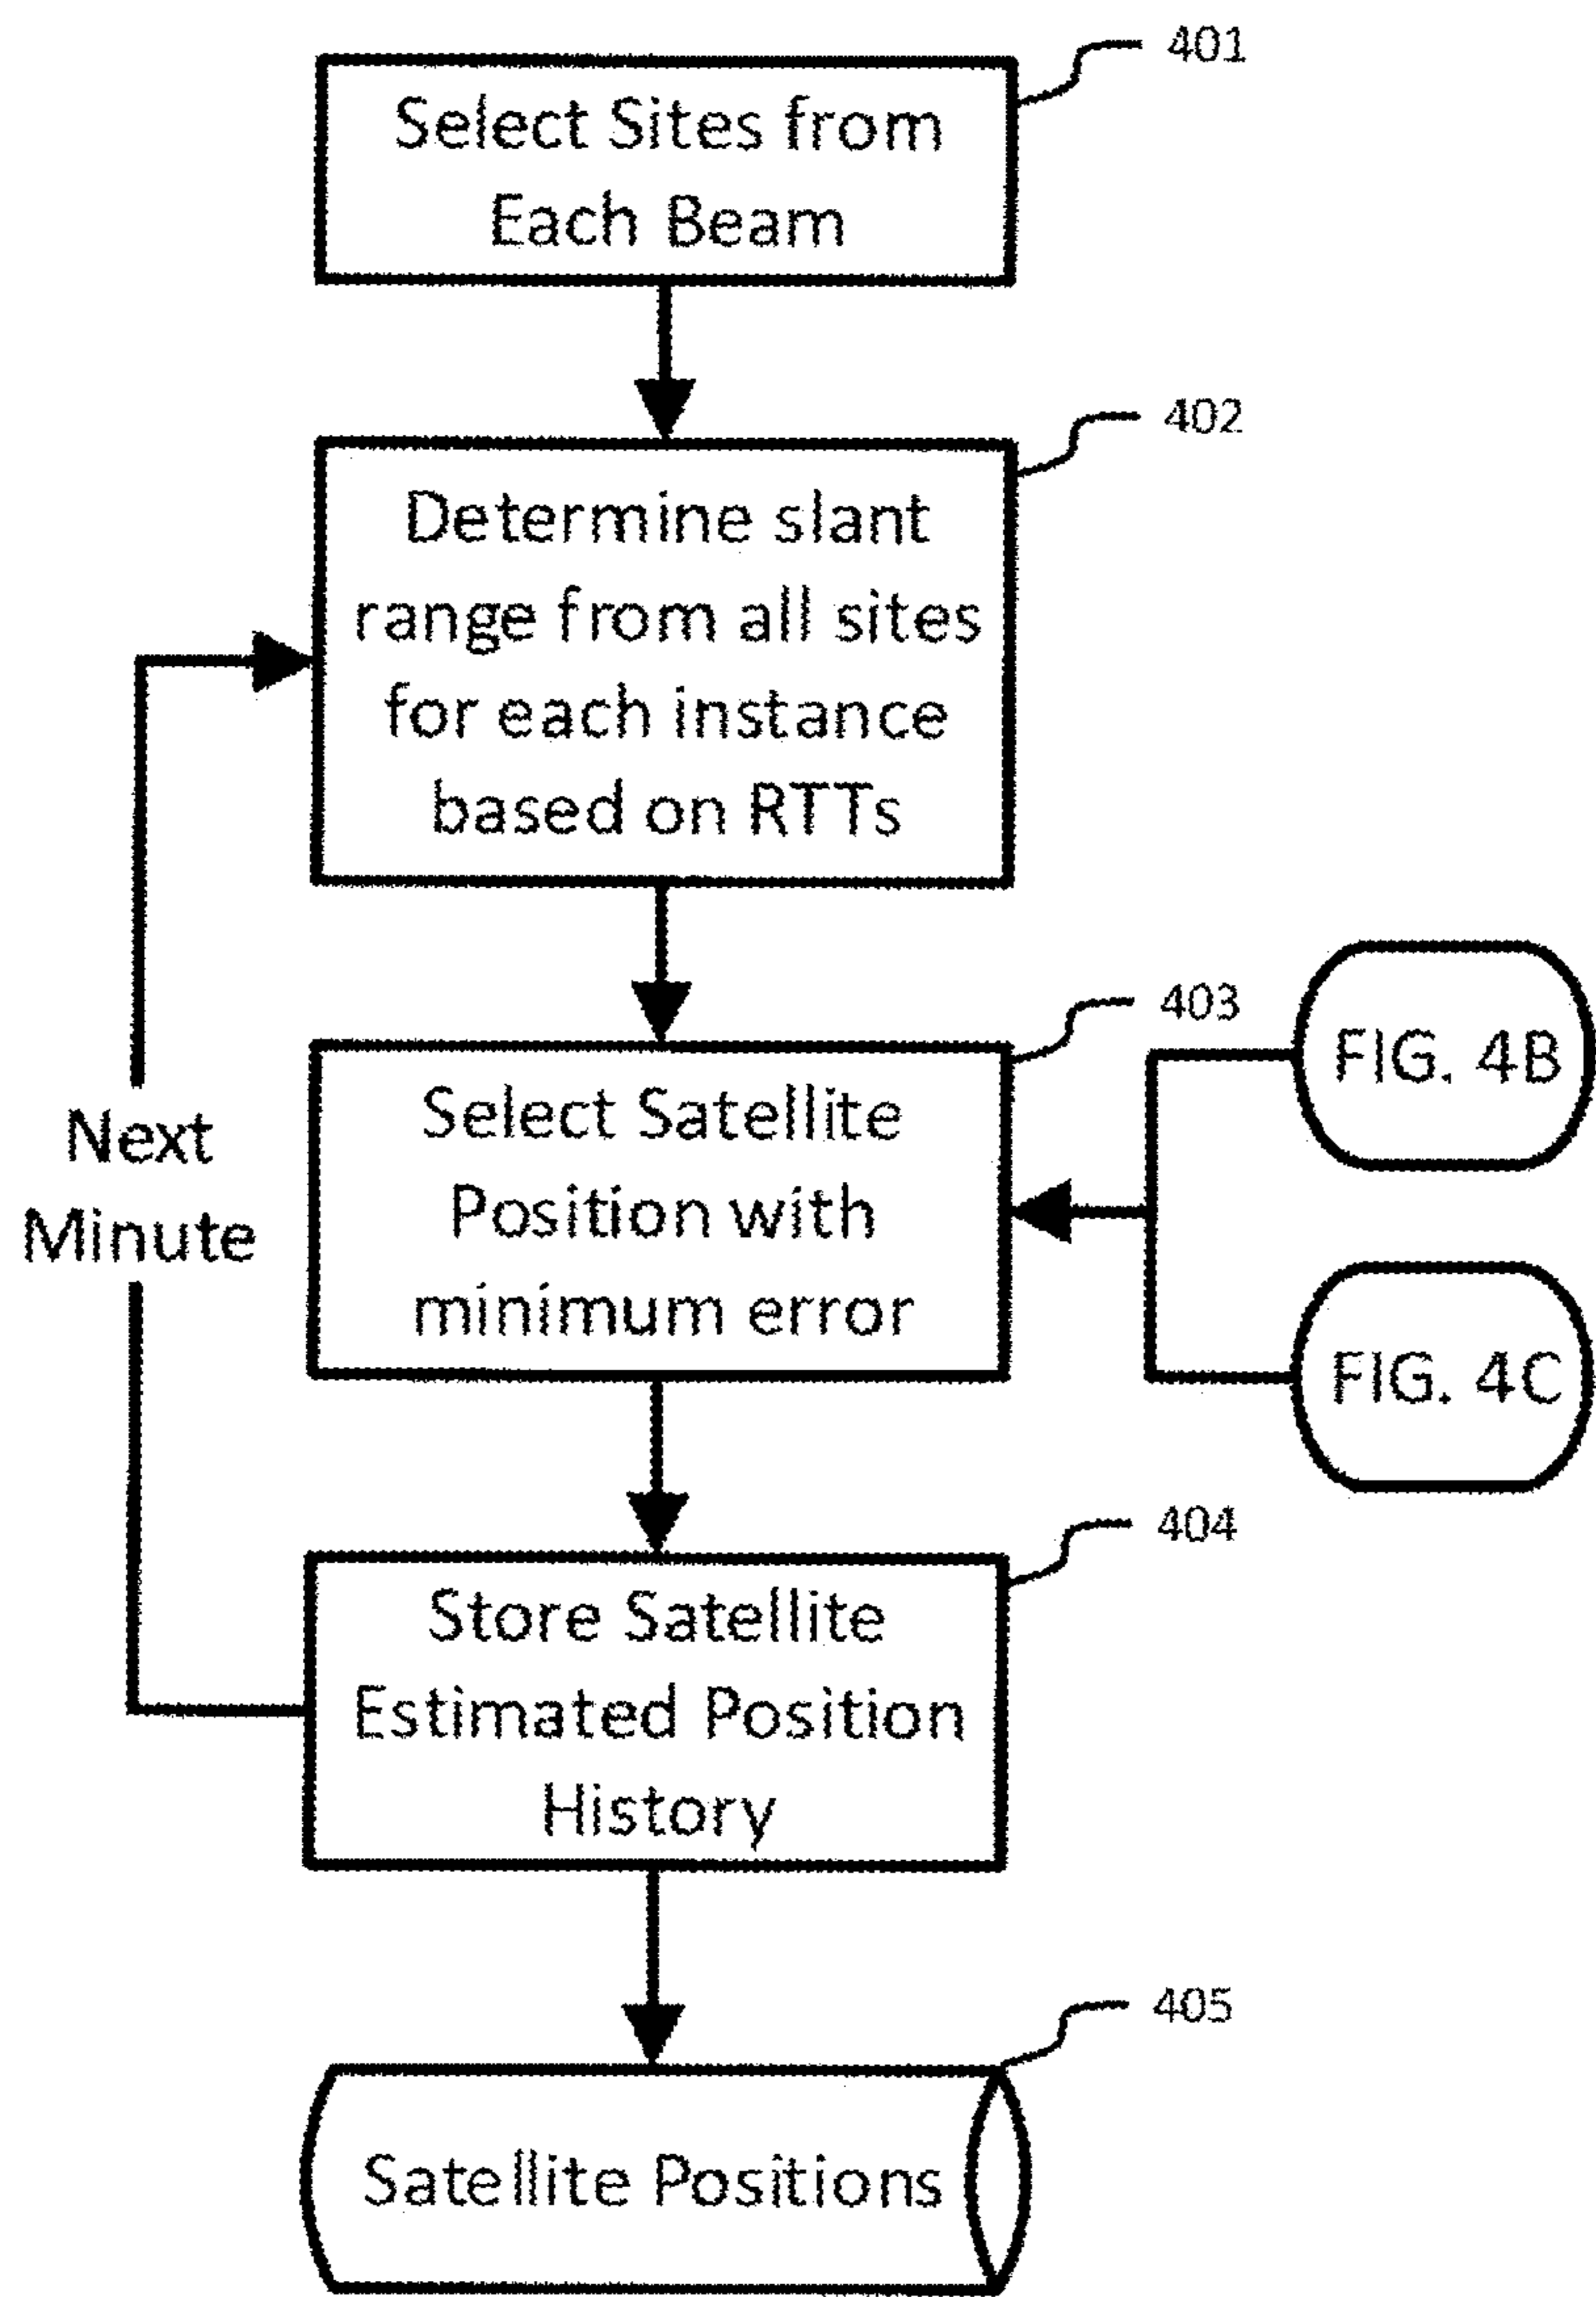 401
Select Sites from
Each Beam
402
Determine slant
range from all sites
for each instance
based on RTTs
403
FIG. 4B
Select Satellite
Position with
minimum error
Next
Minute
FIG. 4C
404
Store Satellite
Estimated Position
History
405
Satellite Positions